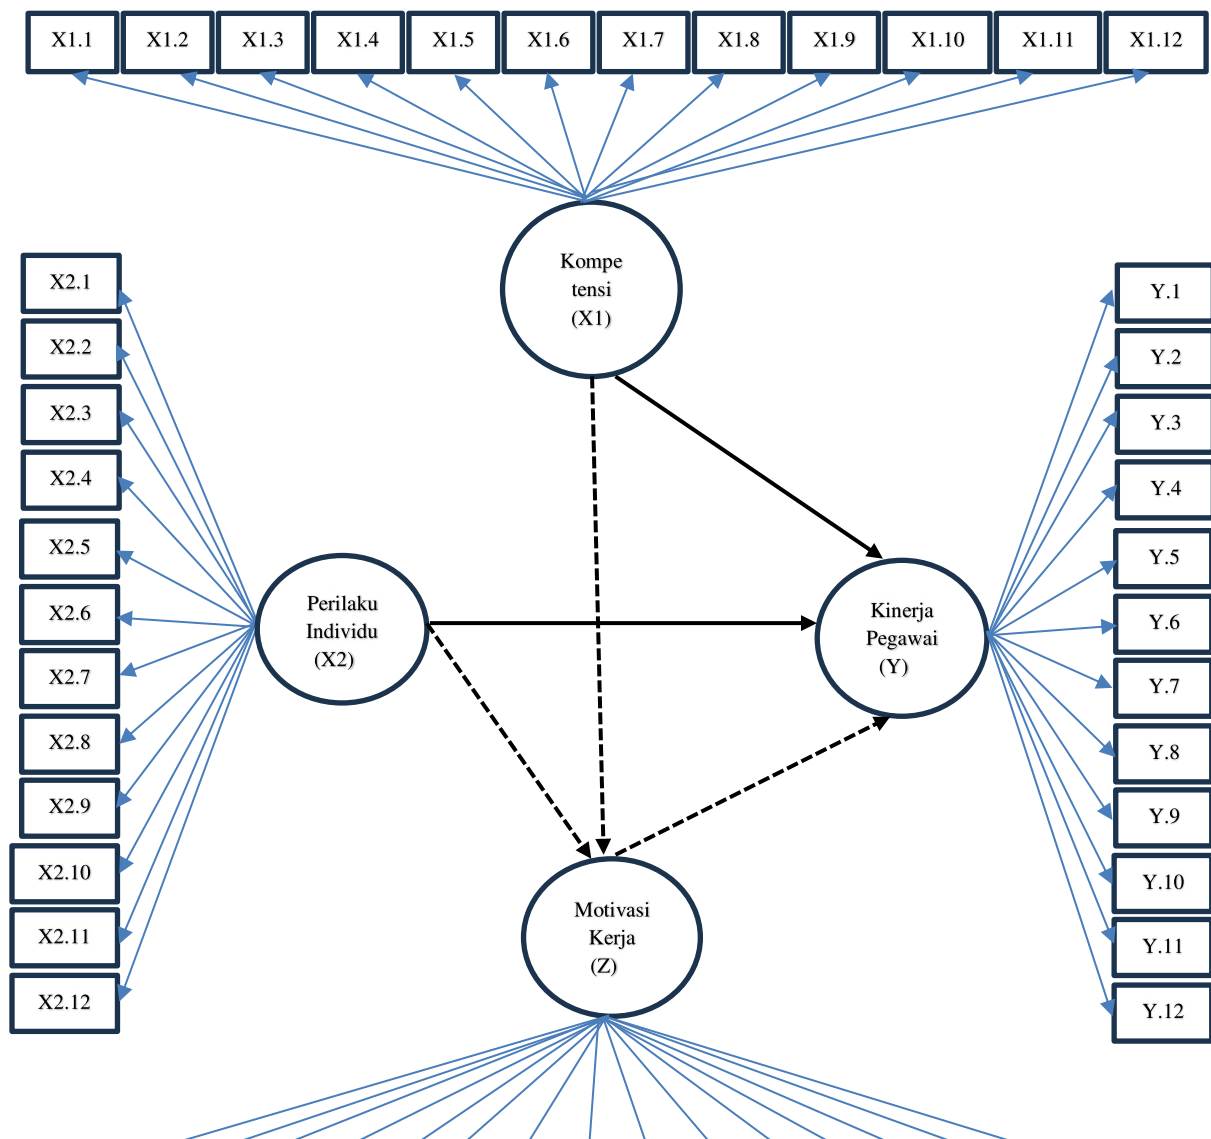 X1.1 X1.2 X1.3 X1.4 X1.5 X1.6 X1.7 X1.8 X1.9 X1.10 X1.11 X1.12
Kompe
tensi
(X1)
X2.1
X2.2
X2.3
X2.4
X2.5
X2.6
X2.7
X2.8
X2.9
X2.10
X2.11
X2.12
Perilaku
Individu
(X2)
Kinerja
Pegawai
(Y)
Y.1
Y.2
Y.3
Y.4
Y.5
Y.6
Y.7
Y.8
Y.9
Y.10
Y.11
Y.12
Motivasi
Kerja
(Z)